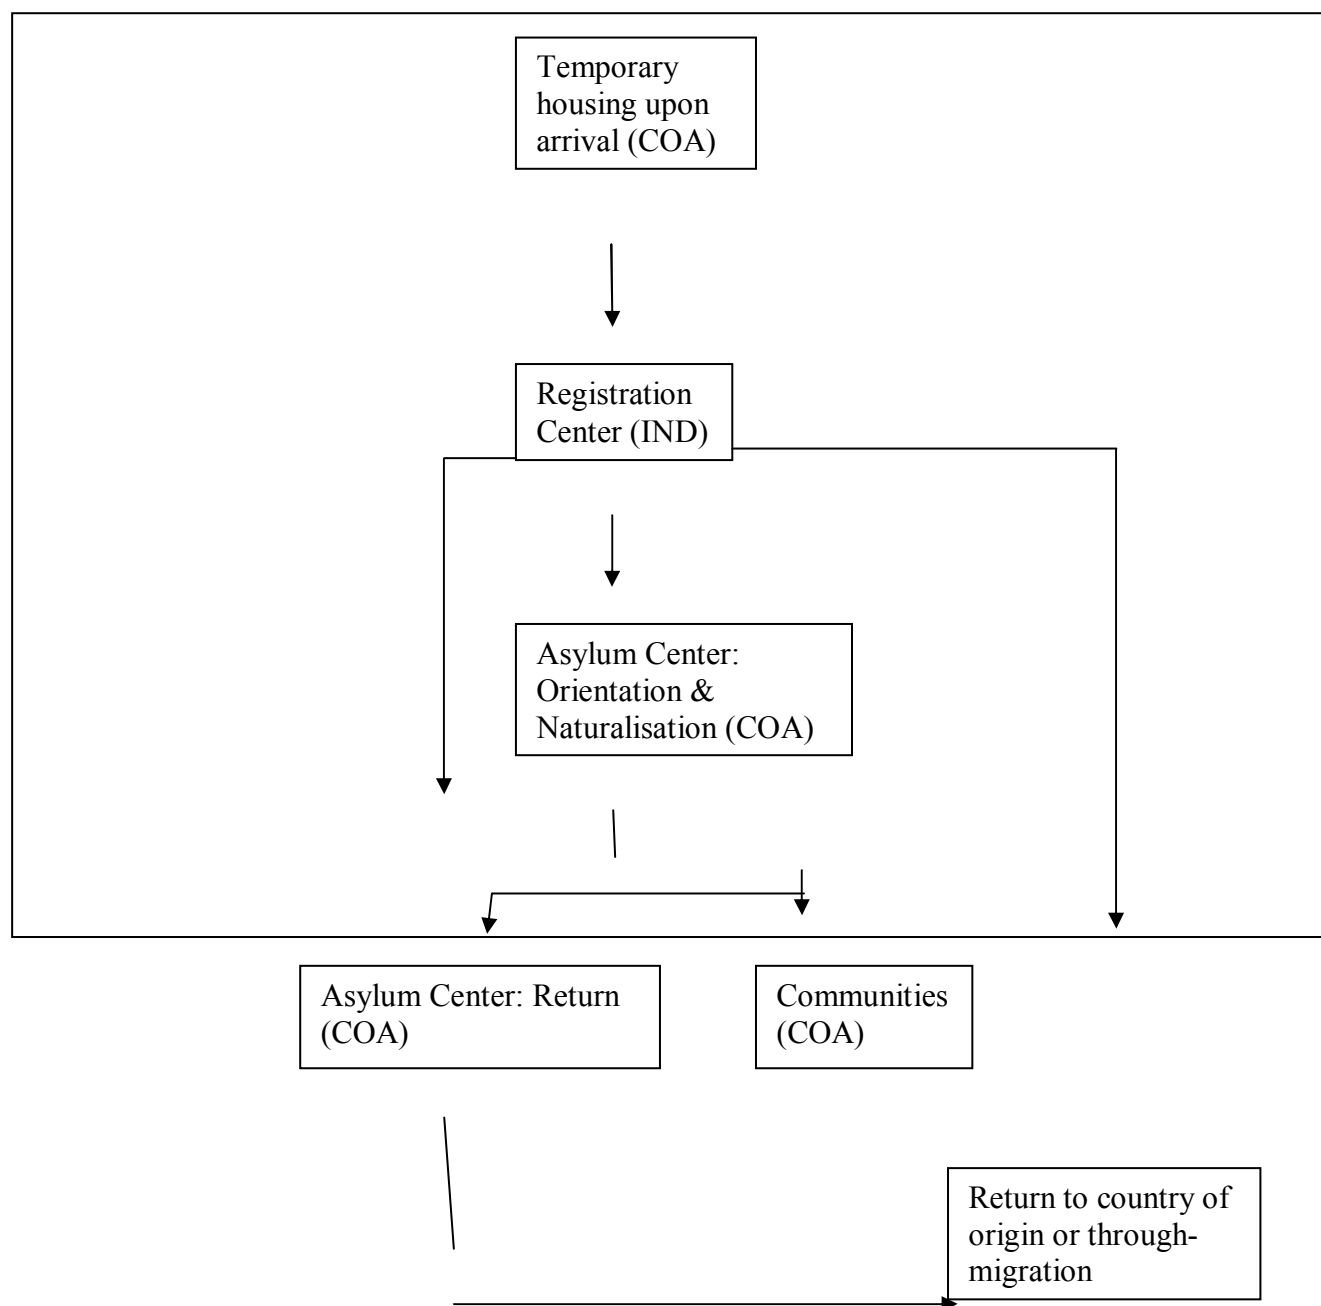 Temporary
housing upon
arrival (COA)
Registration
Center (IND)
Asylum Center:
Orientation &
Naturalisation (COA)
Asylum Center: Return
(COA)
Communities
(COA)
Return to country of
origin or through-
migration